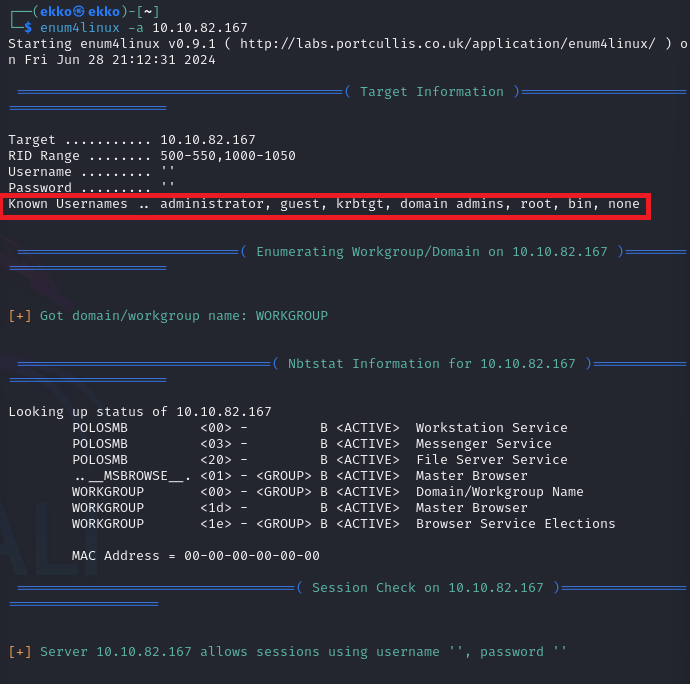 ┌──(ekko㉿ekko)-[~]
└─$ enum4linux -a 10.10.82.167
Starting enum4linux v0.9.1 ( http://labs.portcullis.co.uk/application/enum4linux/ ) o
n Fri Jun 28 21:12:31 2024
=========================================( Target Information )=====================
====================
Target ........... 10.10.82.167
RID Range ........ 500-550,1000-1050
Username ......... ''
Password ......... ''
Known Usernames .. administrator, guest, krbtgt, domain admins, root, bin, none
============================( Enumerating Workgroup/Domain on 10.10.82.167 )========
====================
[+] Got domain/workgroup name: WORKGROUP
================================( Nbtstat Information for 10.10.82.167 )============
====================
Looking up status of 10.10.82.167
POLOSMB         <00> -         B <ACTIVE>  Workstation Service
POLOSMB         <03> -         B <ACTIVE>  Messenger Service
POLOSMB         <20> -         B <ACTIVE>  File Server Service
..__MSBROWSE__. <01> - <GROUP> B <ACTIVE>  Master Browser
WORKGROUP       <00> - <GROUP> B <ACTIVE>  Domain/Workgroup Name
WORKGROUP       <1d> -         B <ACTIVE>  Master Browser
WORKGROUP       <1e> - <GROUP> B <ACTIVE>  Browser Service Elections
MAC Address = 00-00-00-00-00-00
===================================( Session Check on 10.10.82.167 )================
===================
[+] Server 10.10.82.167 allows sessions using username '', password ''